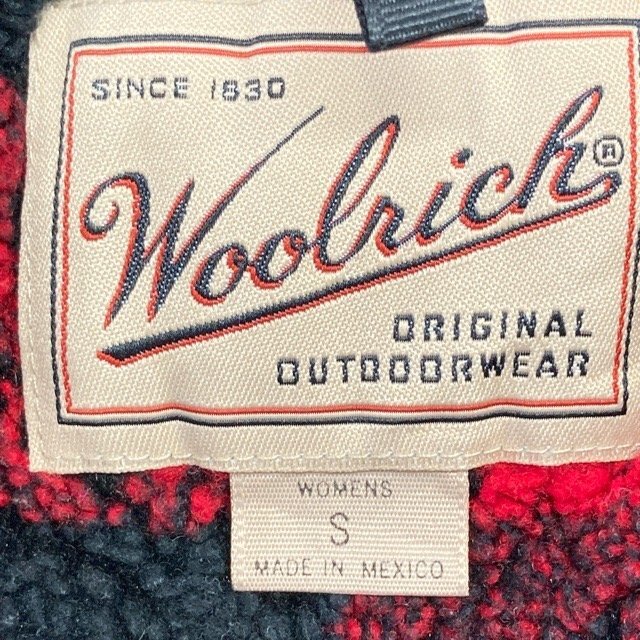 SINCE 1830
Woolrich®
ORIGINAL
OUTDOORWEAR
WOMENS
S
MADE IN MEXICO